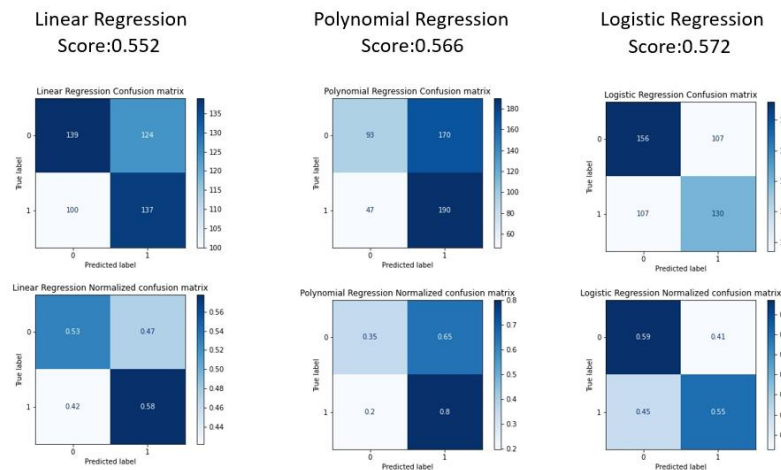 Linear Regression
Score:0.552
Polynomial Regression
Score:0.566
Logistic Regression
Score:0.572
Linear Regression Confusion matrix
True label
0
1
139 124
100 137
0 1
Predicted label
135
130
125
120
115
110
105
100
Polynomial Regression Confusion matrix
True label
0
1
93 170
47 190
0 1
Predicted label
180
160
140
120
100
80
60
Logistic Regression Confusion matrix
True label
0
1
156 107
107 130
0 1
Predicted label
Linear Regression Normalized confusion matrix
True label
0
1
0.53 0.47
0.42 0.58
0 1
Predicted label
0.56
0.54
0.52
0.50
0.48
0.46
0.44
Polynomial Regression Normalized confusion matrix
True label
0
1
0.35 0.65
0.2 0.8
0 1
Predicted label
0.8
0.7
0.6
0.5
0.4
0.3
0.2
Logistic Regression Normalized confusion matrix
True label
0
1
0.59 0.41
0.45 0.55
0 1
Predicted label